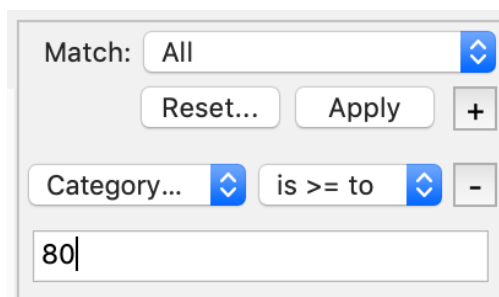 Match: All
Reset... Apply +
Category... is >= to -
80